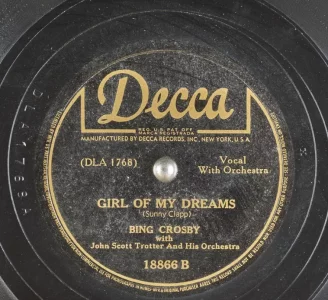 Decca
REG. U.S. PAT. OFF.
MARCA REGISTRADA
MANUFACTURED BY DECCA RECORDS, INC., NEW YORK, U.S.A.
(DLA 1768)
Vocal
With Orchestra
GIRL OF MY DREAMS
(Sunny Clapp)
BING CROSBY
with
John Scott Trotter And His Orchestra
18866 B
DLA1768A